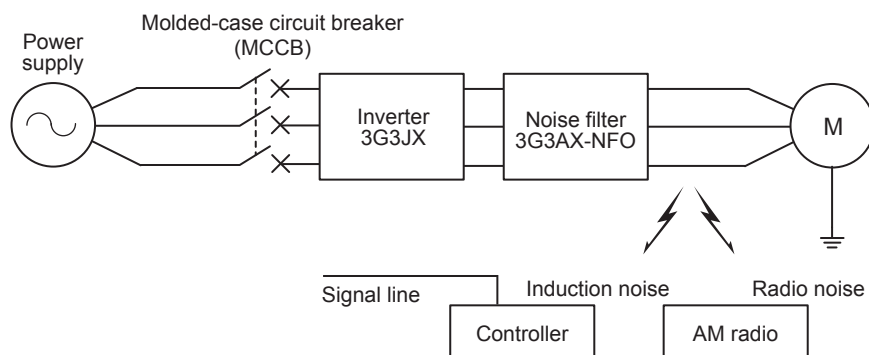 Molded-case circuit breaker
(MCCB)
Power
supply
Inverter
3G3JX
Noise filter
3G3AX-NFO
M
Signal line
Induction noise
Radio noise
Controller
AM radio